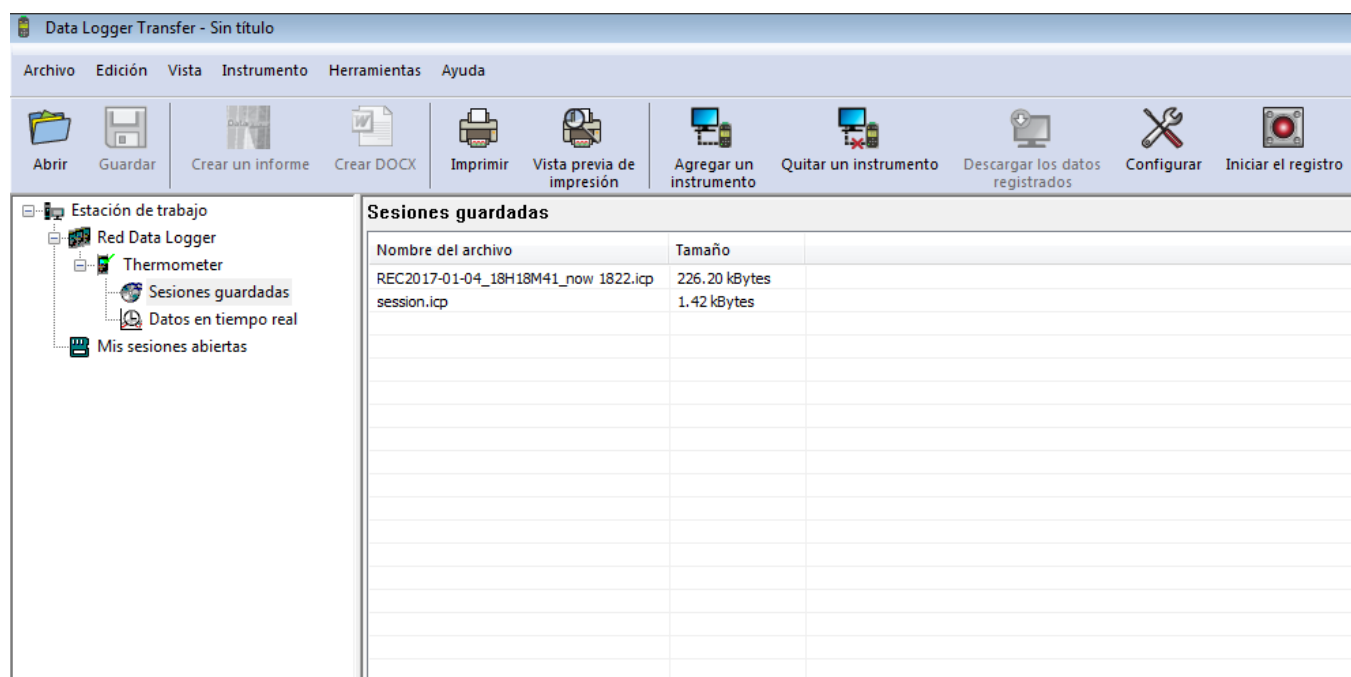 Data Logger Transfer - Sin título
Archivo Edición Vista Instrumento Herramientas Ayuda
Abrir Guardar Crear un informe Crear DOCX Imprimir Vista previa de impresión Agregar un instrumento Quitar un instrumento Descargar los datos registrados Configurar Iniciar el registro
Estación de trabajo
Red Data Logger
Thermometer
Sesiones guardadas
Datos en tiempo real
Mis sesiones abiertas
Sesiones guardadas
Nombre del archivo Tamaño
REC2017-01-04_18H18M41_now 1822.icp 226.20 kBytes
session.icp 1.42 kBytes